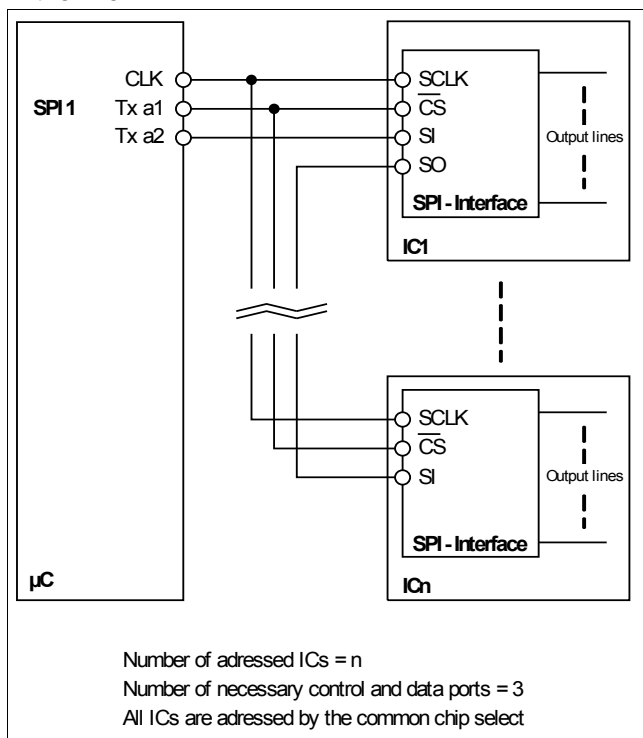 SPI 1
CLK
Tx a1
Tx a2
µC
SCLK
CS
SI
SO
Output lines
SPI - Interface
IC1
SCLK
CS
SI
Output lines
SPI - Interface
ICn
Number of adressed ICs = n
Number of necessary control and data ports = 3
All ICs are adressed by the common chip select